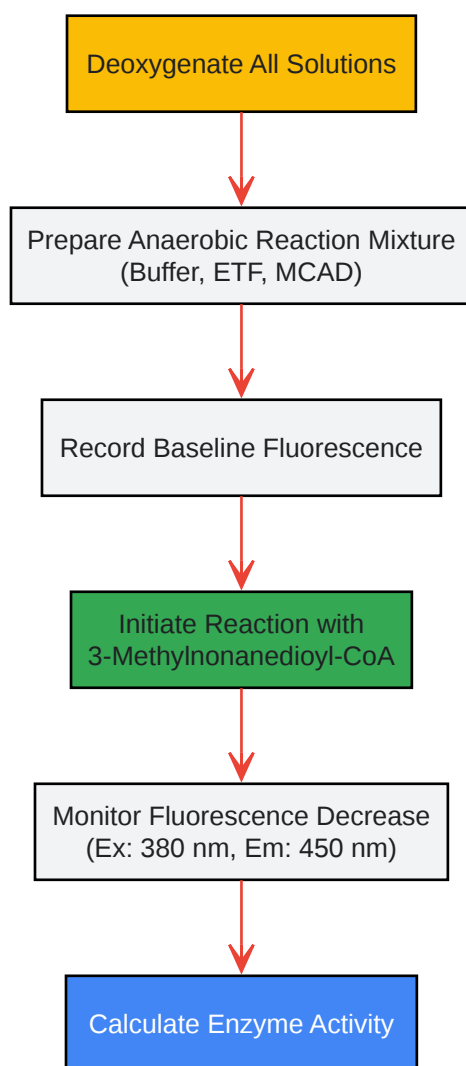 Deoxygenate All Solutions
Prepare Anaerobic Reaction Mixture
(Buffer, ETF, MCAD)
Record Baseline Fluorescence
Initiate Reaction with
3-Methylnonanedioyl-CoA
Monitor Fluorescence Decrease
(Ex: 380 nm, Em: 450 nm)
Calculate Enzyme Activity